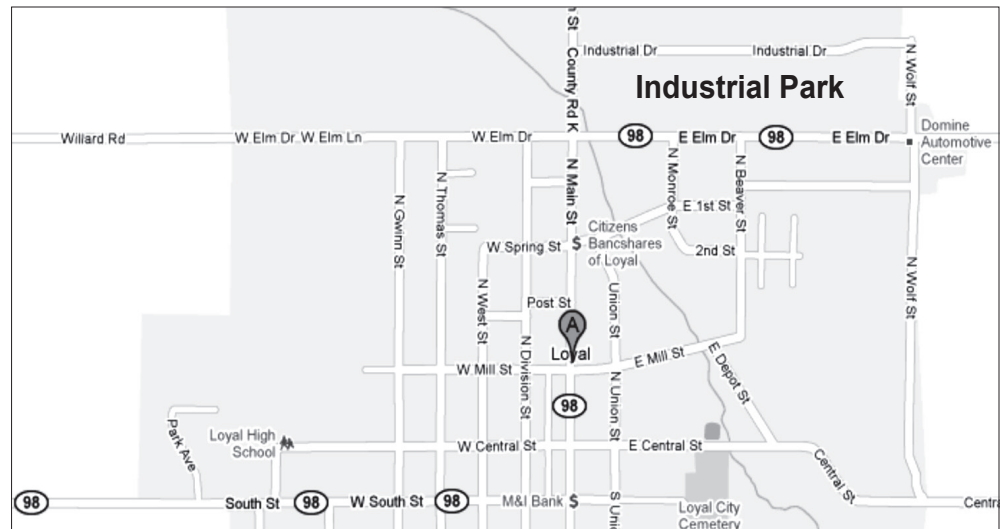 n St
County Rd K
Industrial Dr
Industrial Dr
N Wolf St
Industrial Park
Willard Rd
W Elm Dr
W Elm Ln
W Elm Dr
98
E Elm Dr
98
E Elm Dr
Domine
Automotive
Center
N Gwinn St
N Thomas St
N Main St
N Monroe St
N Beaver St
E 1st St
W Spring St
$
Citizens
Bancshares
of Loyal
2nd St
N West St
Post St
Union St
N Wolf St
A
Loyal
N Division St
W Mill St
E Mill St
E Depot St
98
N Union St
Park Ave
Loyal High
School
W Central St
E Central St
Central St
98
South St
98
W South St
98
M&I Bank $
S Uni
Loyal City
Cemetery
Centr